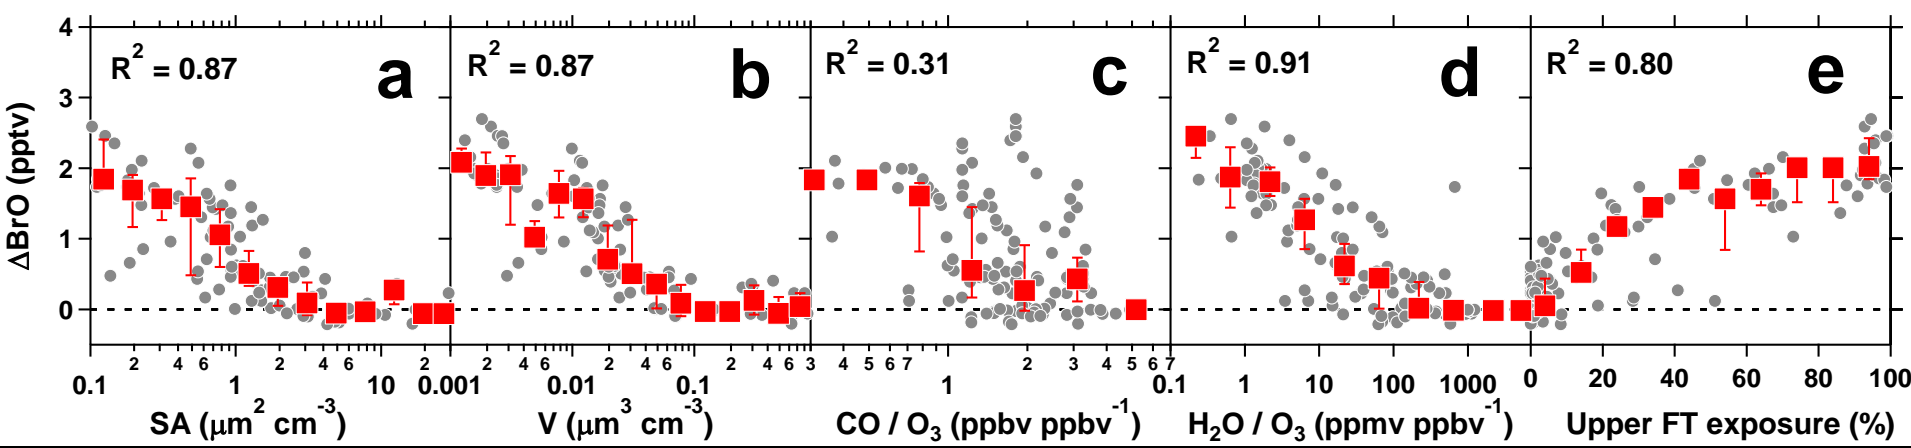 ΔBrO (pptv)
4
3
2
1
0
R² = 0.87
a
0.1 2 4 6 1 2 4 6 10 2
SA (μm² cm⁻³)
R² = 0.87
b
0.001 2 4 6 0.01 2 4 6 0.1 2 4 6 3
V (μm³ cm⁻³)
R² = 0.31
c
4 5 6 7 1 2 3 4 5 6 7
CO / O₃ (ppbv ppbv⁻¹)
R² = 0.91
d
0.1 1 10 100 1000
H₂O / O₃ (ppmv ppbv⁻¹)
R² = 0.80
e
0 20 40 60 80 100
Upper FT exposure (%)